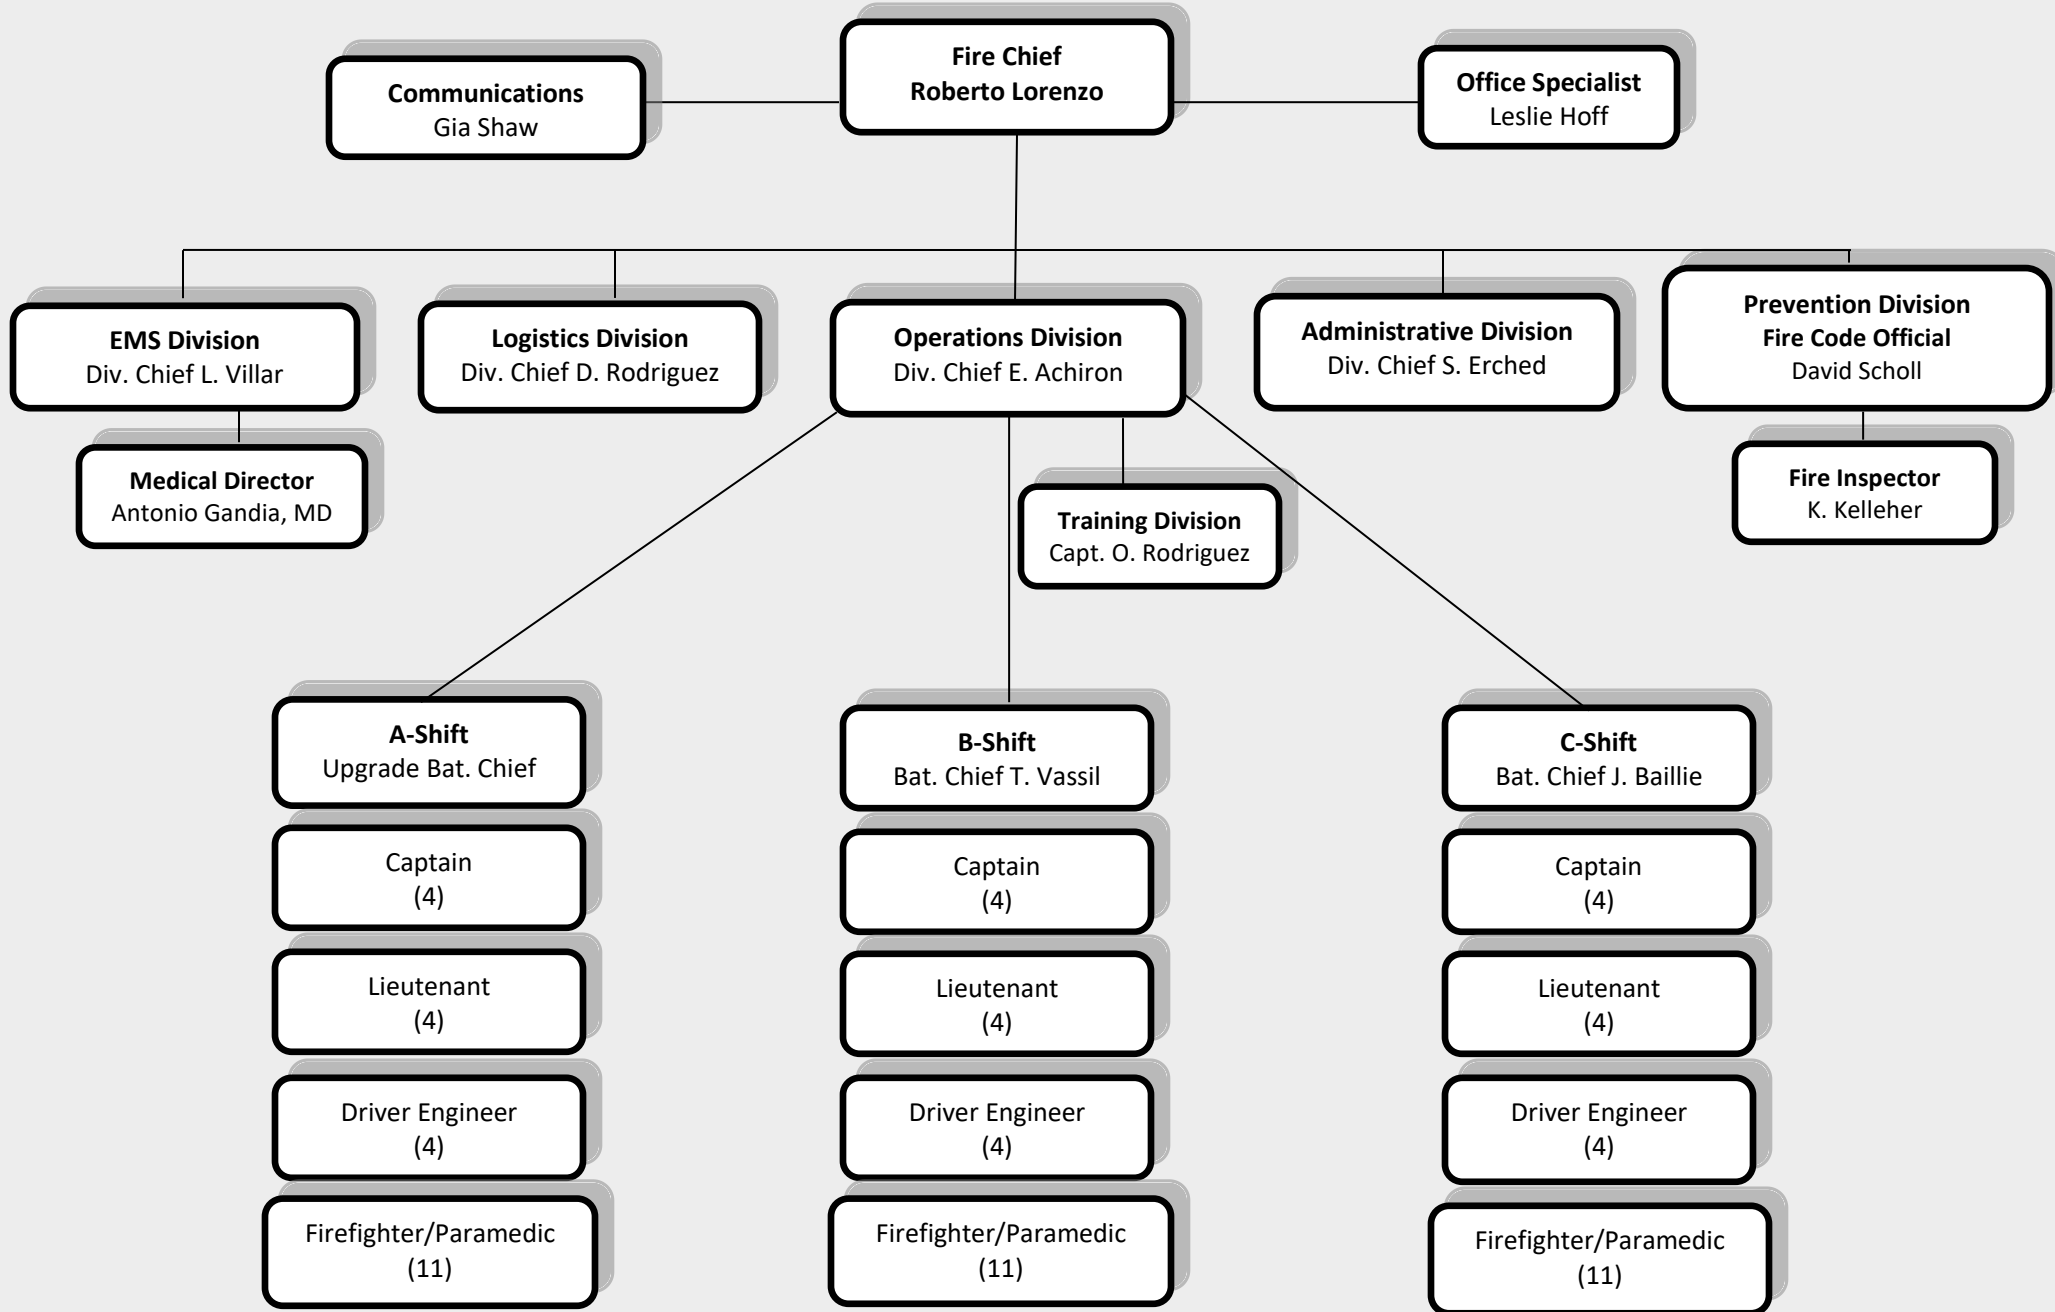 Fire Chief
Roberto Lorenzo
Communications
Gia Shaw
Office Specialist
Leslie Hoff
EMS Division
Div. Chief L. Villar
Logistics Division
Div. Chief D. Rodriguez
Operations Division
Div. Chief E. Achiron
Administrative Division
Div. Chief S. Erched
Prevention Division
Fire Code Official
David Scholl
Medical Director
Antonio Gandia, MD
Training Division
Capt. O. Rodriguez
Fire Inspector
K. Kelleher
A-Shift
Upgrade Bat. Chief
Captain
(4)
Lieutenant
(4)
Driver Engineer
(4)
Firefighter/Paramedic
(11)
B-Shift
Bat. Chief T. Vassil
Captain
(4)
Lieutenant
(4)
Driver Engineer
(4)
Firefighter/Paramedic
(11)
C-Shift
Bat. Chief J. Baillie
Captain
(4)
Lieutenant
(4)
Driver Engineer
(4)
Firefighter/Paramedic
(11)